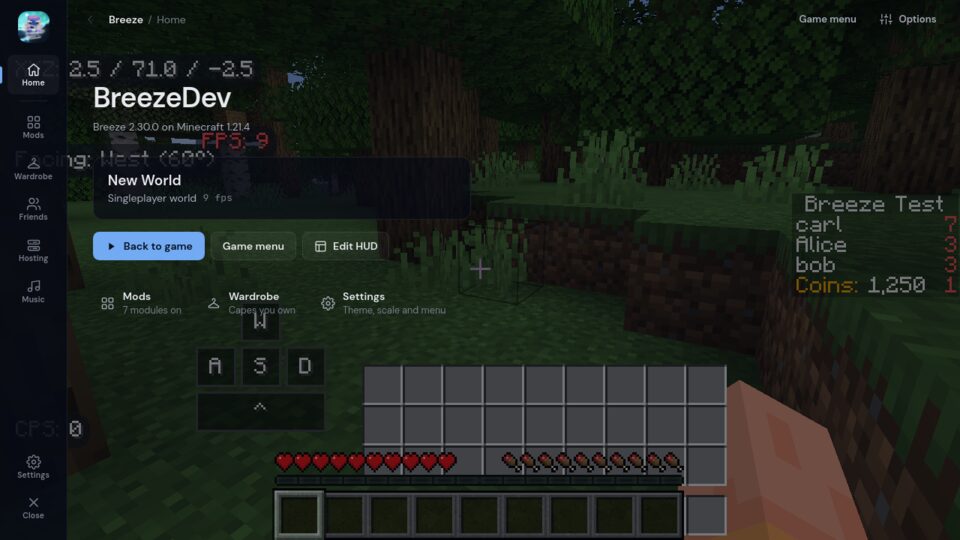 Breeze / Home
Game menu
Options
XYZ: 2.5 / 71.0 / -2.5
Home
BreezeDev
Breeze 2.30.0 on Minecraft 1.21.4
FPS: 9
Mods
Facing: West (60°)
Wardrobe
New World
Singleplayer world 9 fps
Friends
Breeze Test
carl 7
Alice 3
bob 3
Coins: 1,250 1
Hosting
Back to game
Game menu
Edit HUD
Music
Mods
7 modules on
Wardrobe
Capes you own
Settings
Theme, scale and menu
W
A S D
^
CPS: 0
Settings
Close